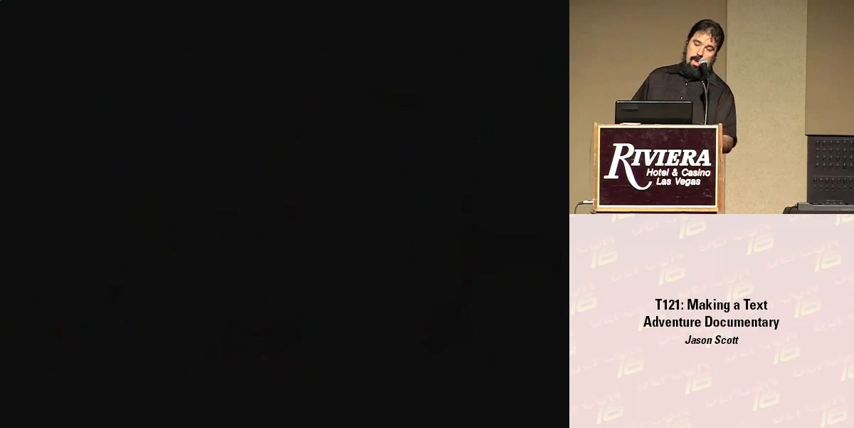 RIVIERA
Hotel & Casino
Las Vegas
T121: Making a Text
Adventure Documentary
Jason Scott